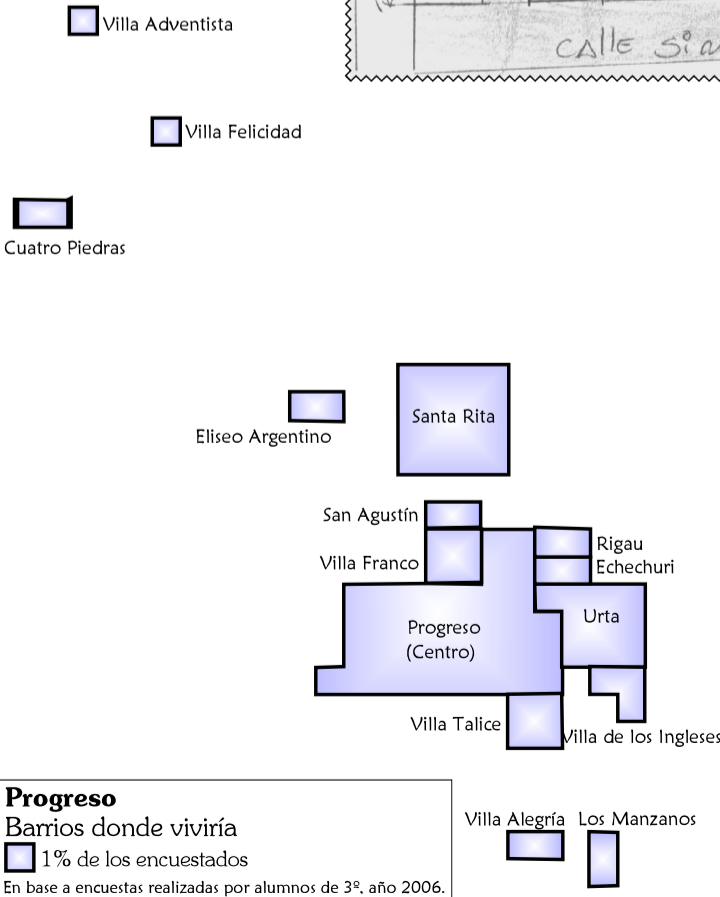 Villa Adventista
CAllE
Villa Felicidad
Cuatro Piedras
Santa Rita
Eliseo Argentino
San Agustín
Rigau
Villa Franco
Echechuri
Urta
Progreso
(Centro)
Villa Talice
Villa de los Ingleses
Progreso
Barrios donde viviría
1% de los encuestados
En base a encuestas realizadas por alumnos de 3º, año 2006.
Villa Alegría
Los Manzanos